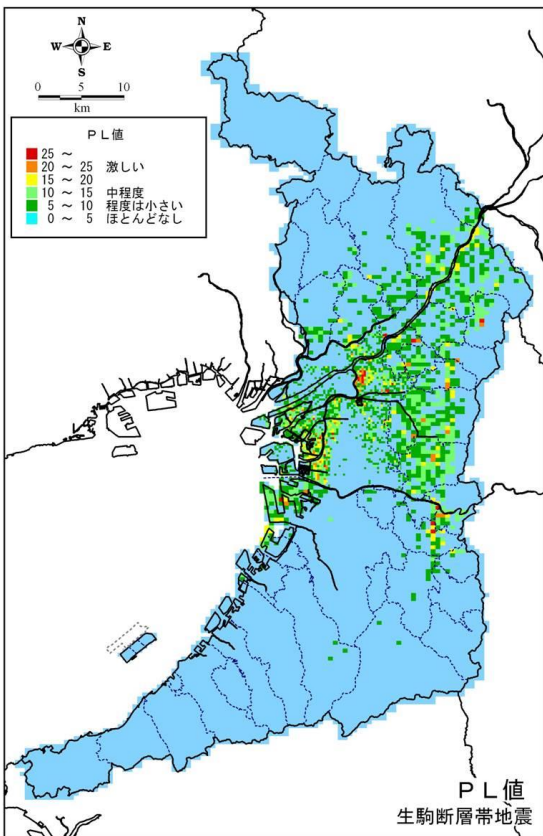 N
W E
S
0 5 10
km
PL値
25 ～
20 ～ 25 激しい
15 ～ 20
10 ～ 15 中程度
5 ～ 10 程度は小さい
0 ～ 5 ほとんどなし
PL値
生駒断層帯地震